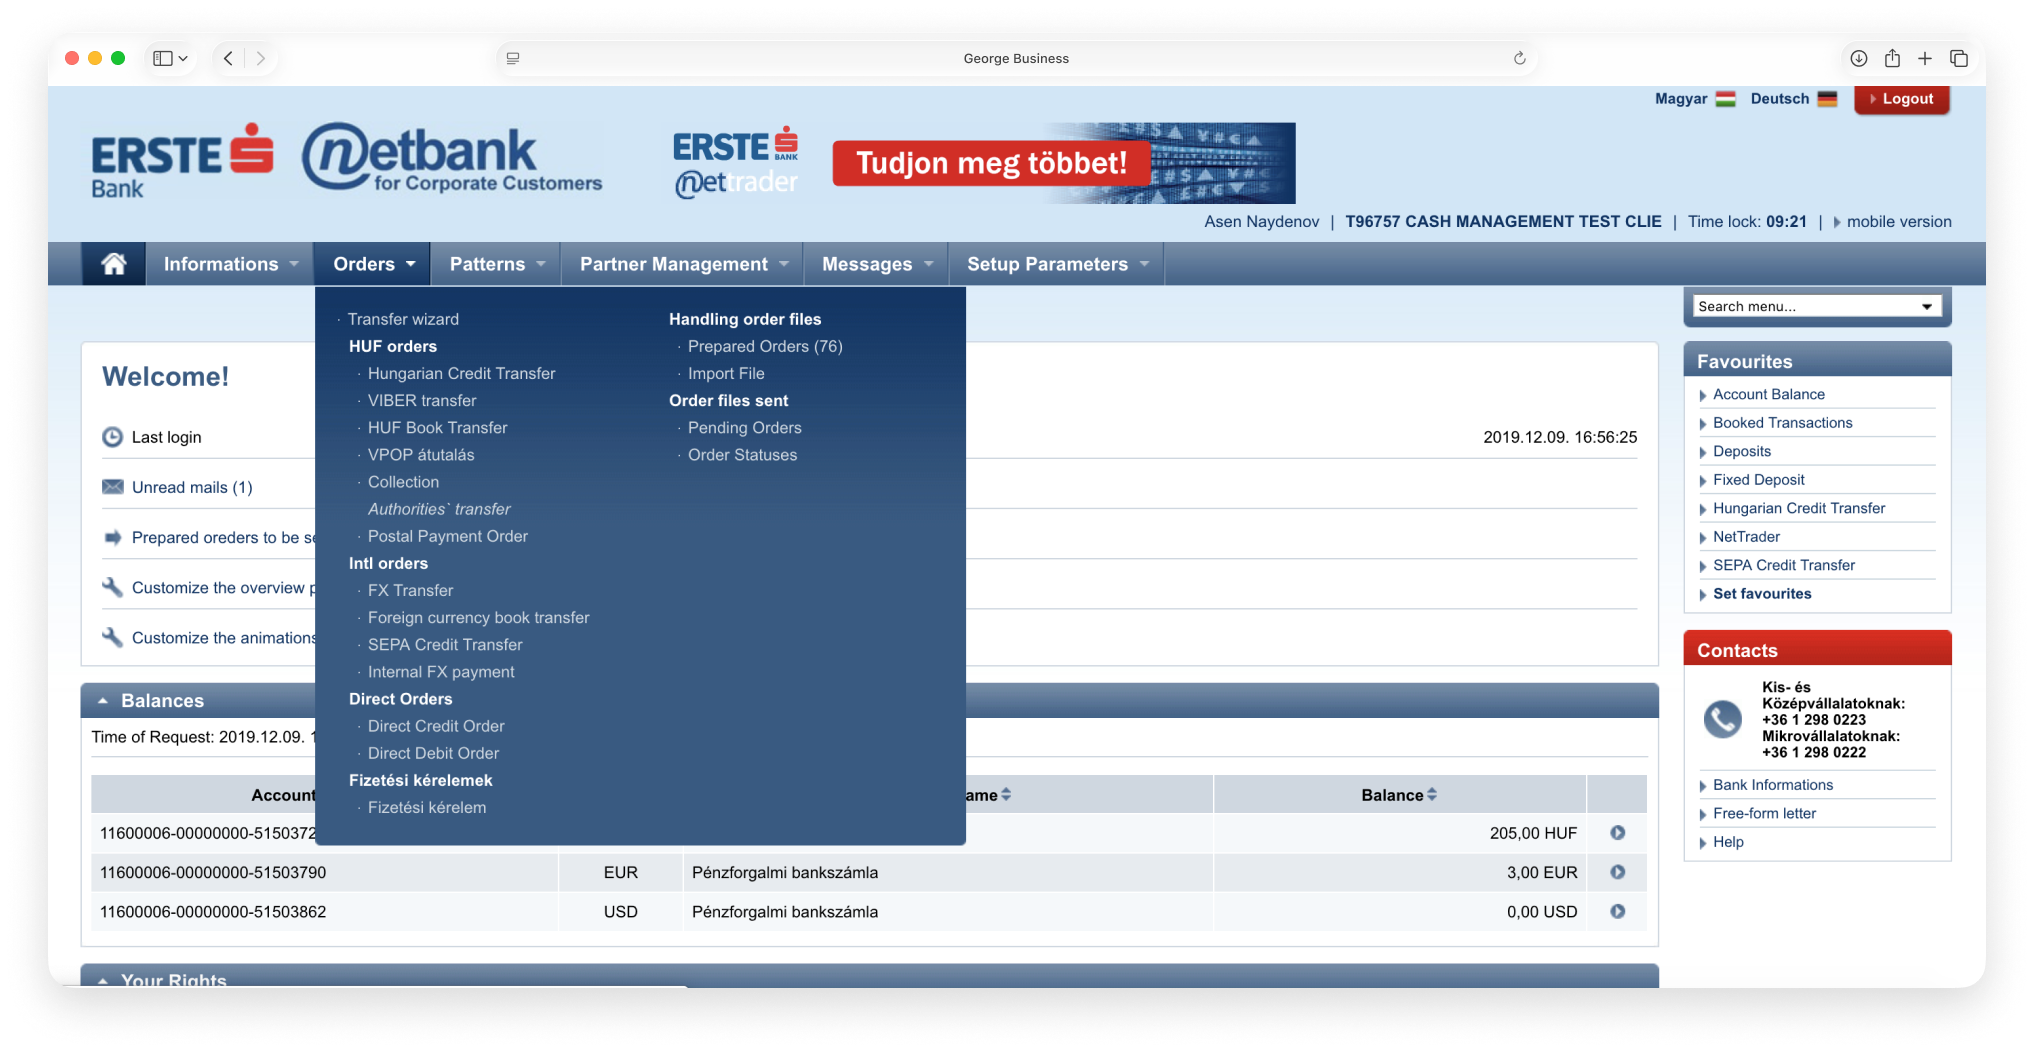 George Business
Magyar Deutsch Logout
ERSTE Bank
netbank for Corporate Customers
ERSTE BANK
nettrader
Tudjon meg többet!
Asen Naydenov | T96757 CASH MANAGEMENT TEST CLIE | Time lock: 09:21 | mobile version
Informations Orders Patterns Partner Management Messages Setup Parameters
· Transfer wizard
HUF orders
· Hungarian Credit Transfer
· VIBER transfer
· HUF Book Transfer
· VPOP átutalás
· Collection
Authorities` transfer
· Postal Payment Order
Intl orders
· FX Transfer
· Foreign currency book transfer
· SEPA Credit Transfer
· Internal FX payment
Direct Orders
· Direct Credit Order
· Direct Debit Order
Fizetési kérelemek
· Fizetési kérelem
Handling order files
· Prepared Orders (76)
· Import File
Order files sent
· Pending Orders
· Order Statuses
Welcome!
Last login 2019.12.09. 16:56:25
Unread mails (1)
Prepared oreders to be
Customize the overview
Customize the animations
Balances
Time of Request: 2019.12.09.
Account Balance
11600006-00000000-5150372 205,00 HUF
11600006-00000000-51503790 EUR Pénzforgalmi bankszámla 3,00 EUR
11600006-00000000-51503862 USD Pénzforgalmi bankszámla 0,00 USD
Your Rights
Search menu...
Favourites
Account Balance
Booked Transactions
Deposits
Fixed Deposit
Hungarian Credit Transfer
NetTrader
SEPA Credit Transfer
Set favourites
Contacts
Kis- és
Középvállalatoknak:
+36 1 298 0223
Mikrovállalatoknak:
+36 1 298 0222
Bank Informations
Free-form letter
Help